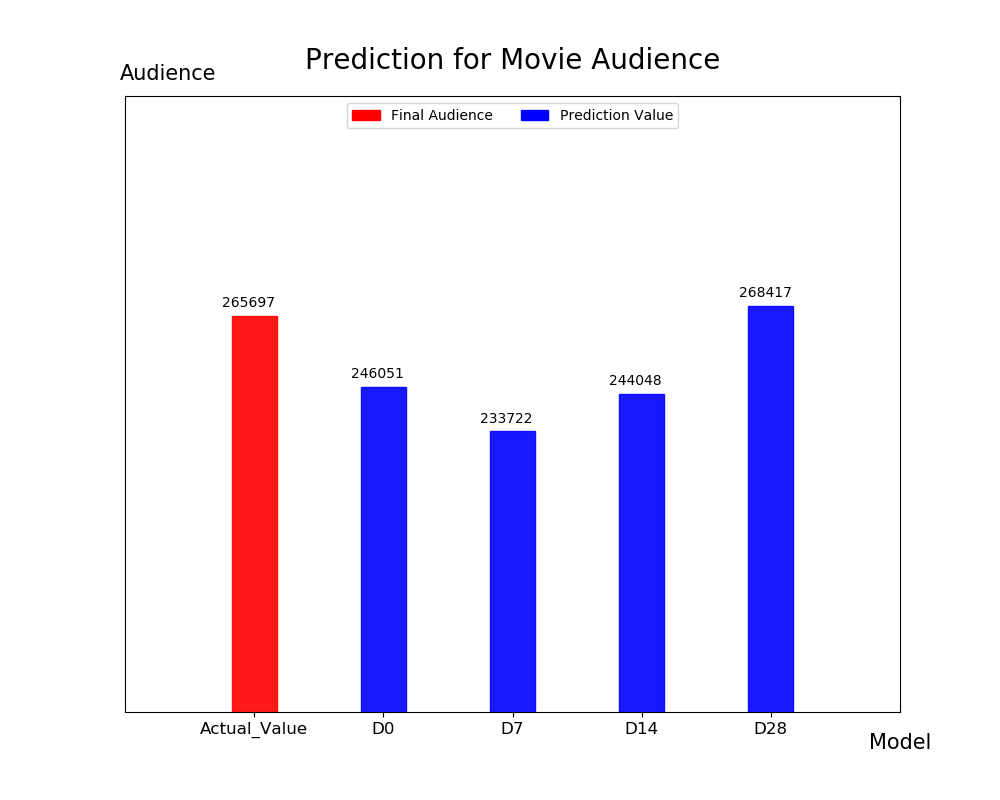 Prediction for Movie Audience
Audience
Final Audience Prediction Value
265697
246051
233722
244048
268417
Actual_Value D0 D7 D14 D28
Model